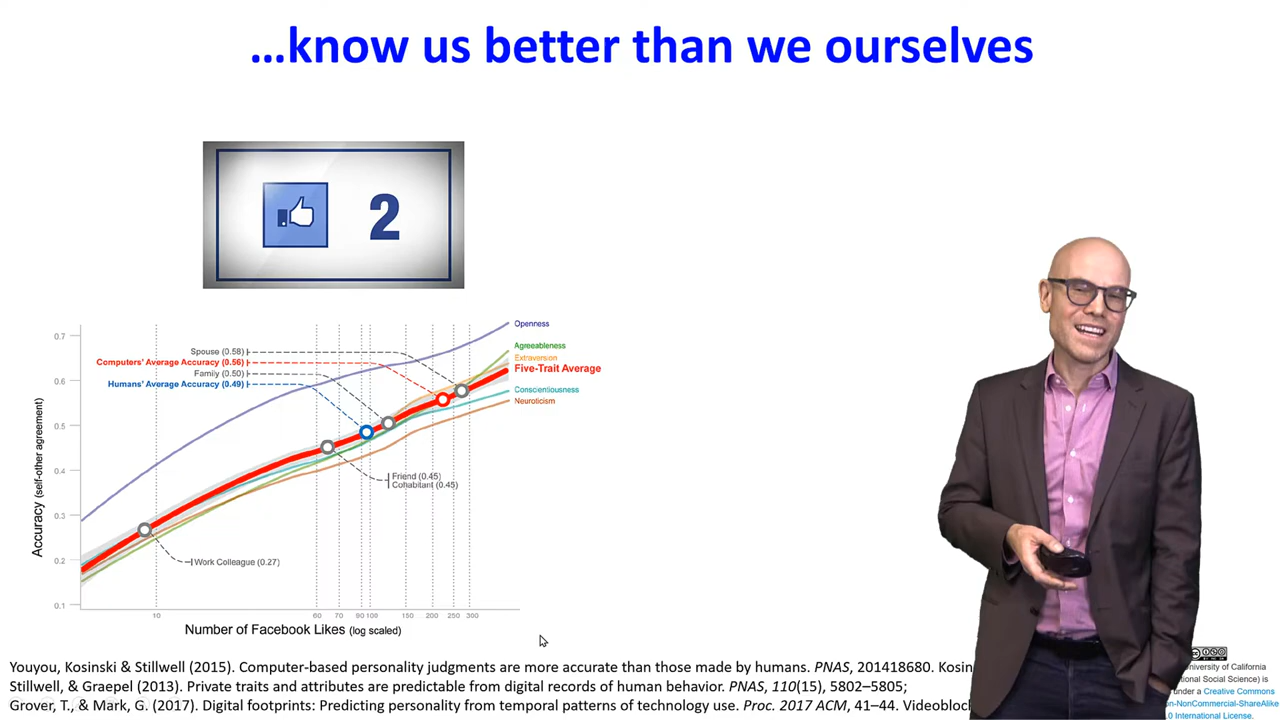 …know us better than we ourselves
2
0.7
0.6
0.5
0.4
0.3
0.2
0.1
Accuracy (self-other agreement)
Spouse (0.58)
Computers' Average Accuracy (0.56)
Family (0.50)
Humans' Average Accuracy (0.49)
Openness
Agreeableness
Extraversion
Five-Trait Average
Conscientiousness
Neuroticism
Friend (0.45)
Cohabitant (0.45)
Work Colleague (0.27)
10 60 70 90 100 150 200 250 300
Number of Facebook Likes (log scaled)
Youyou, Kosinski & Stillwell (2015). Computer-based personality judgments are more accurate than those made by humans. PNAS, 201418680. Kosin
Stillwell, & Graepel (2013). Private traits and attributes are predictable from digital records of human behavior. PNAS, 110(15), 5802–5805;
Grover, T., & Mark, G. (2017). Digital footprints: Predicting personality from temporal patterns of technology use. Proc. 2017 ACM, 41–44. Videobloc
University of California
tional Social Science) is
under a Creative Commons
n-NonCommercial-ShareAlike
.0 International License.